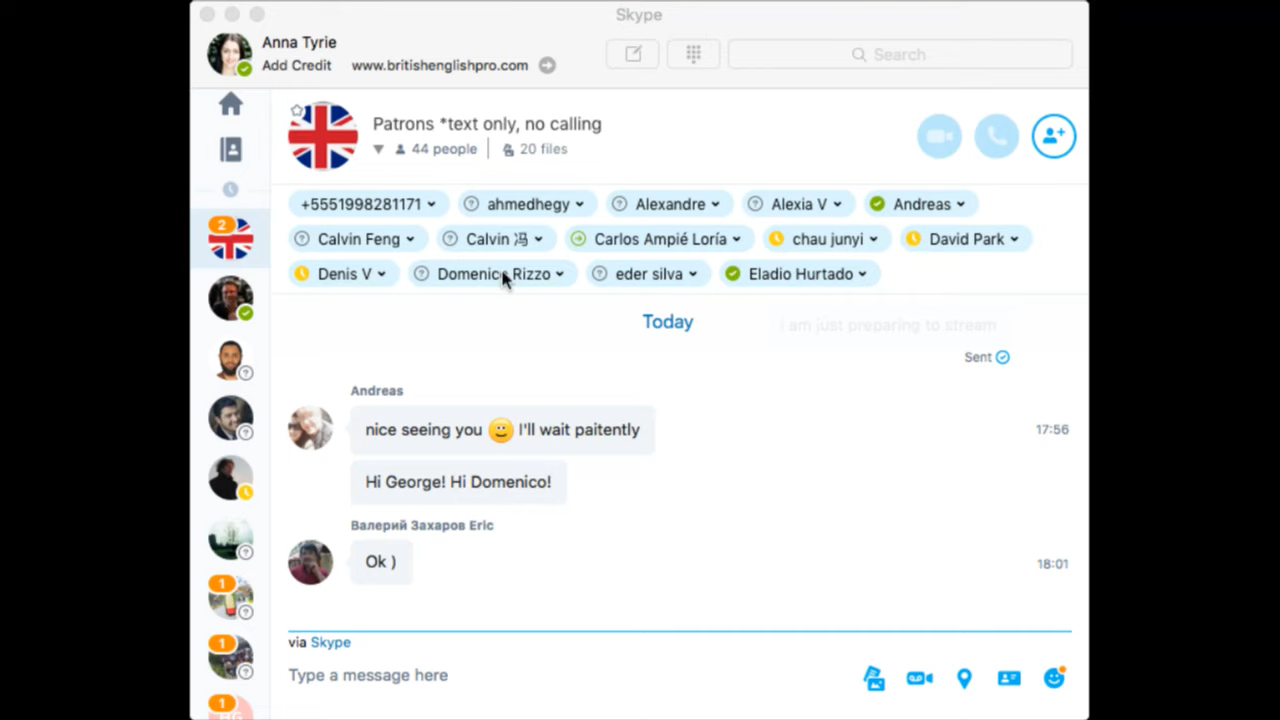 Skype
Anna Tyrie
Add Credit www.britishenglishpro.com
Search
Patrons *text only, no calling
44 people 20 files
+5551998281171 ahmedhegy Alexandre Alexia V Andreas
Calvin Feng Calvin 冯 Carlos Ampié Loría chau junyi David Park
Denis V Domenico Rizzo eder silva Eladio Hurtado
Today
i am just preparing to stream
Sent
Andreas
nice seeing you I'll wait paitently 17:56
Hi George! Hi Domenico!
Валерий Захаров Eric
Ok ) 18:01
via Skype
Type a message here
2
1
1
1